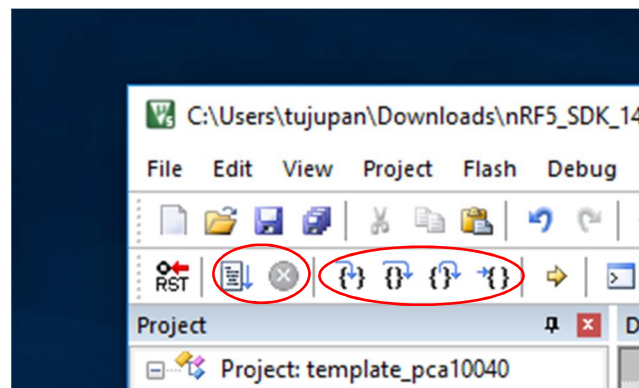 C:\Users\tujupan\Downloads\nRF5_SDK_14
File Edit View Project Flash Debug
RST
Project
Project: template_pca10040